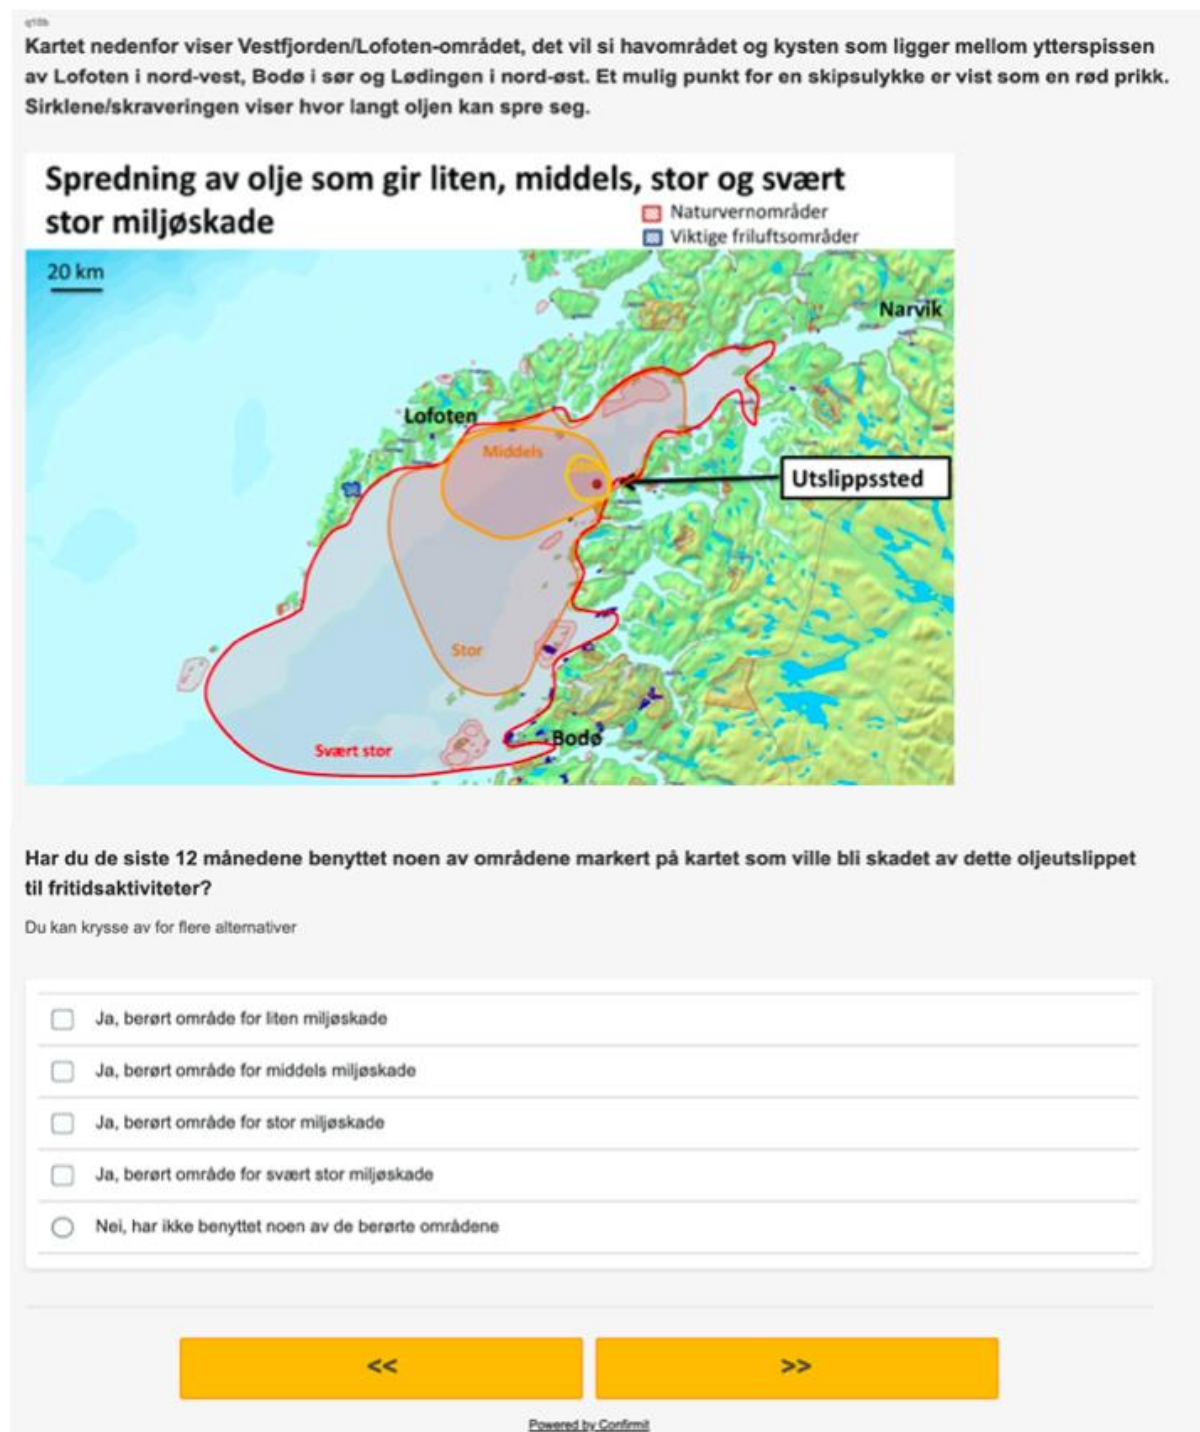 q18b
Kartet nedenfor viser Vestfjorden/Lofoten-området, det vil si havområdet og kysten som ligger mellom ytterspissen
av Lofoten i nord-vest, Bodø i sør og Lødingen i nord-øst. Et mulig punkt for en skipsulykke er vist som en rød prikk.
Sirklene/skraveringen viser hvor langt oljen kan spre seg.
Spredning av olje som gir liten, middels, stor og svært
stor miljøskade
Naturvernområder
Viktige friluftsområder
20 km
Narvik
Lofoten
Middels
Utslippssted
Stor
Bodø
Svært stor
Har du de siste 12 månedene benyttet noen av områdene markert på kartet som ville bli skadet av dette oljeutslippet
til fritidsaktiviteter?
Du kan krysse av for flere alternativer
Ja, berørt område for liten miljøskade
Ja, berørt område for middels miljøskade
Ja, berørt område for stor miljøskade
Ja, berørt område for svært stor miljøskade
Nei, har ikke benyttet noen av de berørte områdene
<< >>
Powered by Confirmit